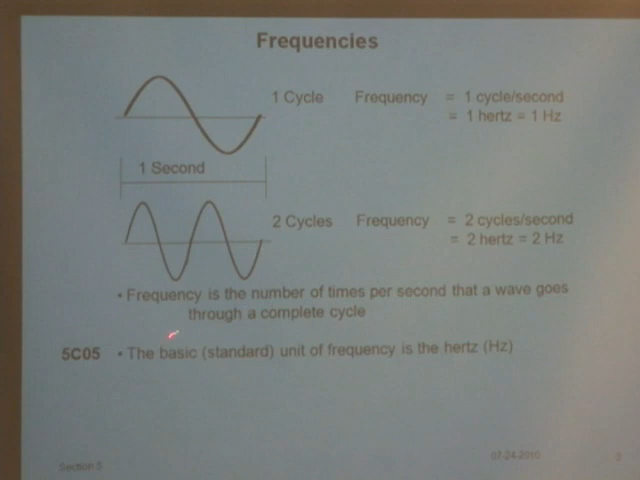 Frequencies
1 Cycle Frequency = 1 cycle/second
= 1 hertz = 1 Hz
1 Second
2 Cycles Frequency = 2 cycles/second
= 2 hertz = 2 Hz
• Frequency is the number of times per second that a wave goes
through a complete cycle
5C05 • The basic (standard) unit of frequency is the hertz (Hz)
Section 5 07-24-2010